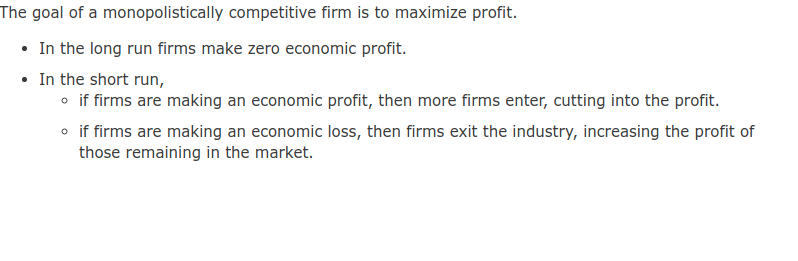 The goal of a monopolistically competitive firm is to maximize profit.
• In the long run firms make zero economic profit.
• In the short run,
◦ if firms are making an economic profit, then more firms enter, cutting into the profit.
◦ if firms are making an economic loss, then firms exit the industry, increasing the profit of
those remaining in the market.